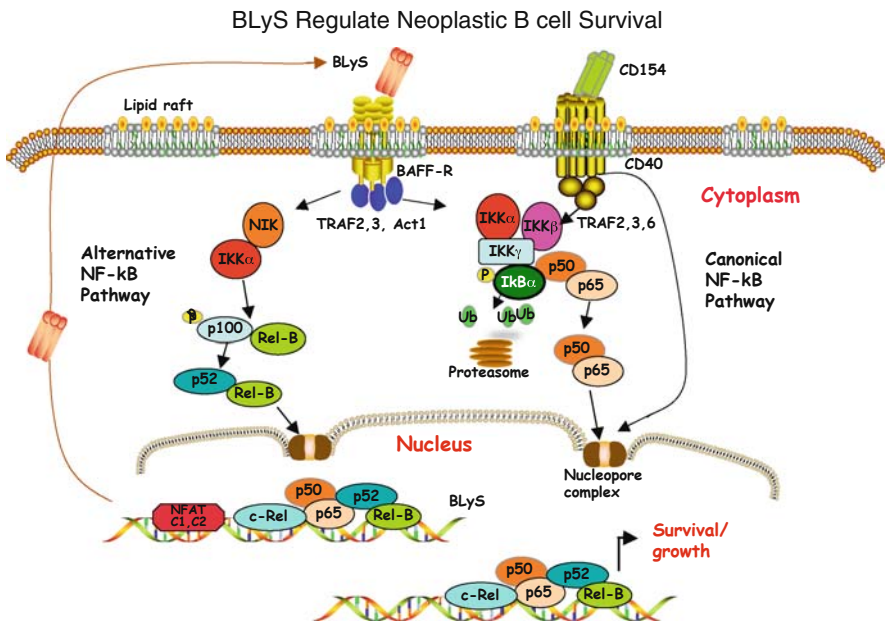 BLyS Regulate Neoplastic B cell Survival
BLyS
CD154
Lipid raft
BAFF-R
CD40
Cytoplasm
TRAF2,3, Act1
TRAF2,3,6
NIK
IKKα
Alternative
NF-kB
Pathway
IKKα
IKKβ
IKKγ
p50
p65
P
IkBα
Canonical
NF-kB
Pathway
p100
Rel-B
Ub
Ub
Ub
Proteasome
p50
p65
p52
Rel-B
Nucleus
Nucleopore
complex
NFAT
C1,C2
c-Rel
p50
p65
p52
Rel-B
BLyS
Survival/
growth
c-Rel
p50
p65
p52
Rel-B